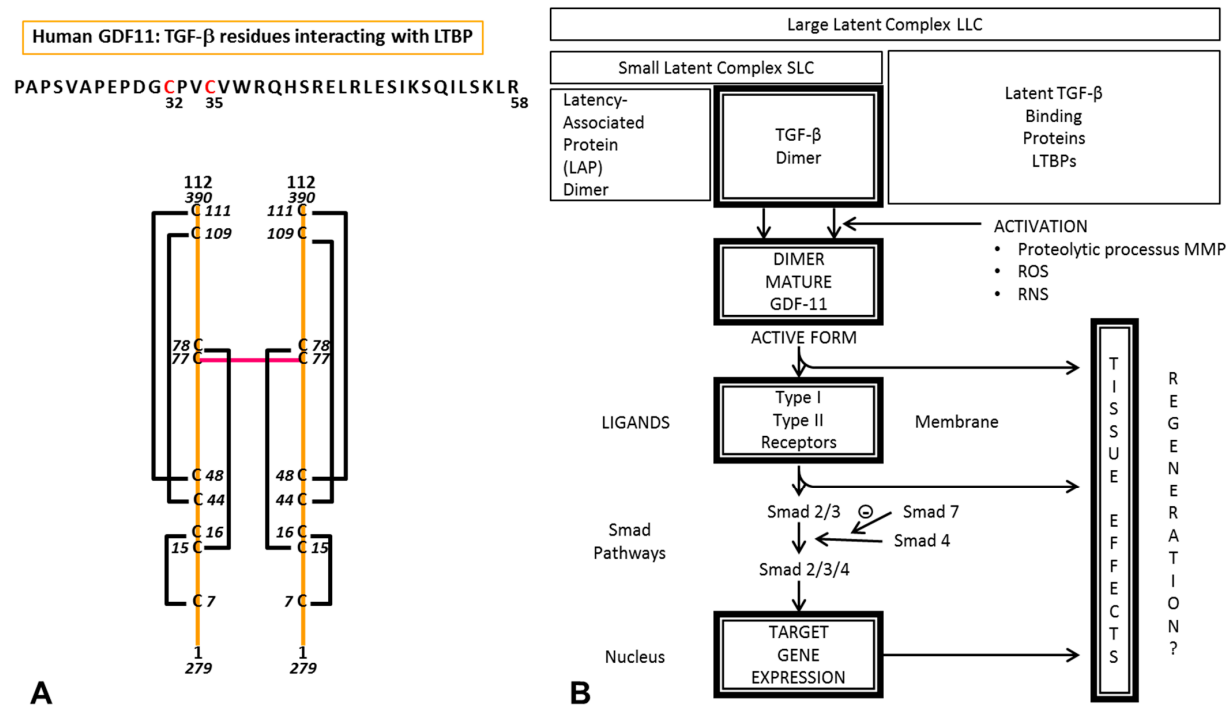 Human GDF11: TGF-β residues interacting with LTBP
PAPSVAPEPDGCPVCVWRQHSRELRLESIKSQILSKLR
32 35 58
112 112
390 390
C 111 111 C
C 109 109 C
78 C C 78
77 C C 77
C 48 48 C
C 44 44 C
C 16 16 C
15 C C 15
C 7 7 C
1 1
279 279
A
Large Latent Complex LLC
Small Latent Complex SLC
Latency-
Associated
Protein
(LAP)
Dimer
TGF-β
Dimer
Latent TGF-β
Binding
Proteins
LTBPs
ACTIVATION
• Proteolytic processus MMP
• ROS
• RNS
DIMER
MATURE
GDF-11
ACTIVE FORM
LIGANDS
Type I
Type II
Receptors
Membrane
Smad 2/3 ⊖ Smad 7
Smad 4
Smad
Pathways
Smad 2/3/4
Nucleus
TARGET
GENE
EXPRESSION
TISSUE EFFECTS
REGENERATION?
B